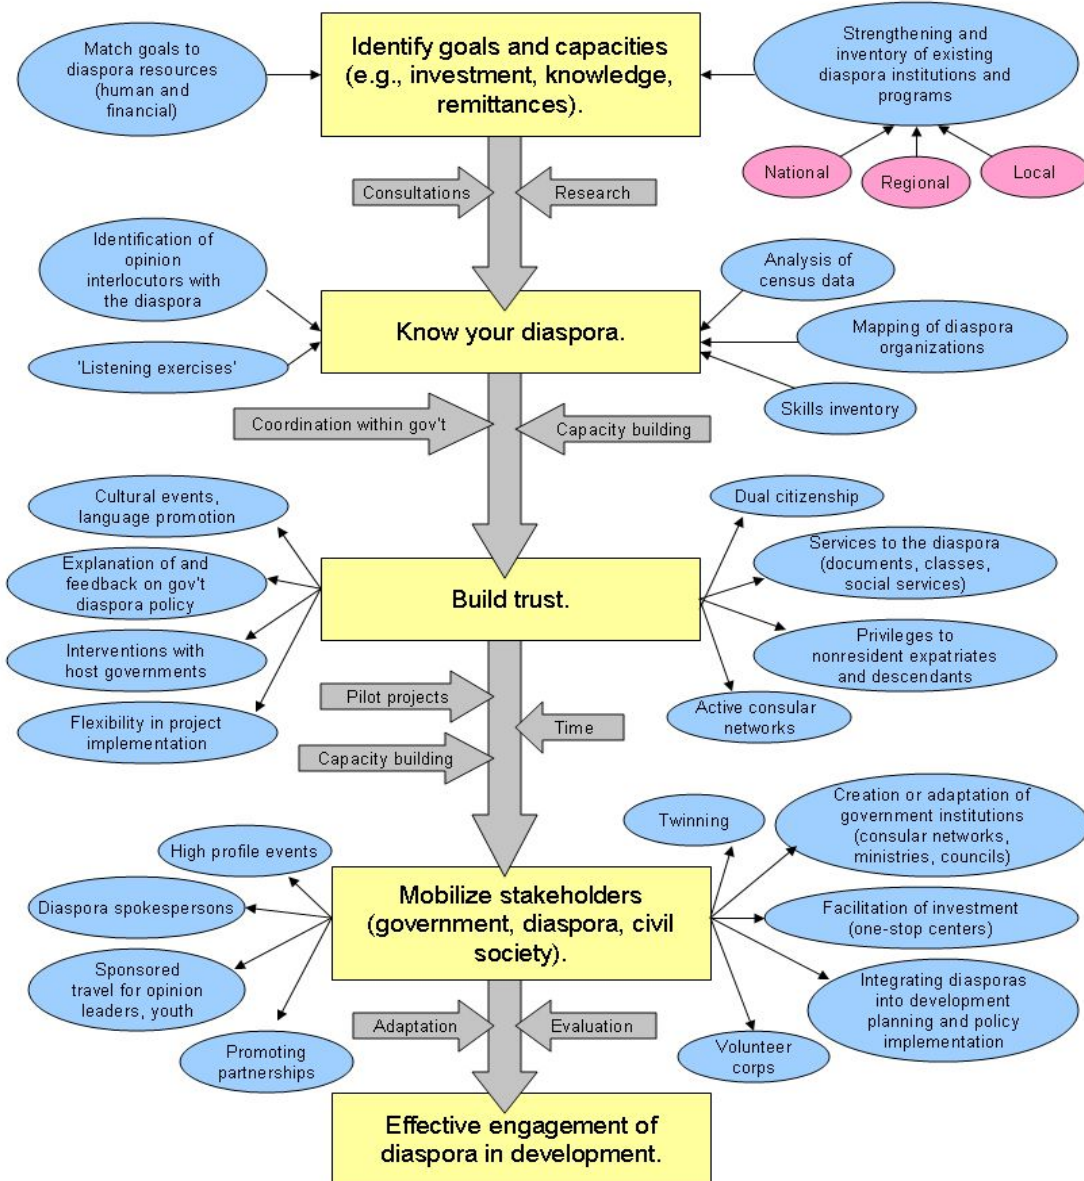 Match goals to
diaspora resources
(human and
financial)
Identify goals and capacities
(e.g., investment, knowledge,
remittances).
Strengthening and
inventory of existing
diaspora institutions and
programs
National
Regional
Local
Consultations
Research
Identification of
opinion
interlocutors with
the diaspora
'Listening exercises'
Know your diaspora.
Analysis of
census data
Mapping of diaspora
organizations
Skills inventory
Coordination within gov't
Capacity building
Cultural events,
language promotion
Explanation of and
feedback on gov't
diaspora policy
Interventions with
host governments
Flexibility in project
implementation
Build trust.
Dual citizenship
Services to the diaspora
(documents, classes,
social services)
Privileges to
nonresident expatriates
and descendants
Active consular
networks
Pilot projects
Time
Capacity building
High profile events
Diaspora spokespersons
Sponsored
travel for opinion
leaders, youth
Promoting
partnerships
Mobilize stakeholders
(government, diaspora, civil
society).
Twinning
Creation or adaptation of
government institutions
(consular networks,
ministries, councils)
Facilitation of investment
(one-stop centers)
Integrating diasporas
into development
planning and policy
implementation
Volunteer
corps
Adaptation
Evaluation
Effective engagement of
diaspora in development.